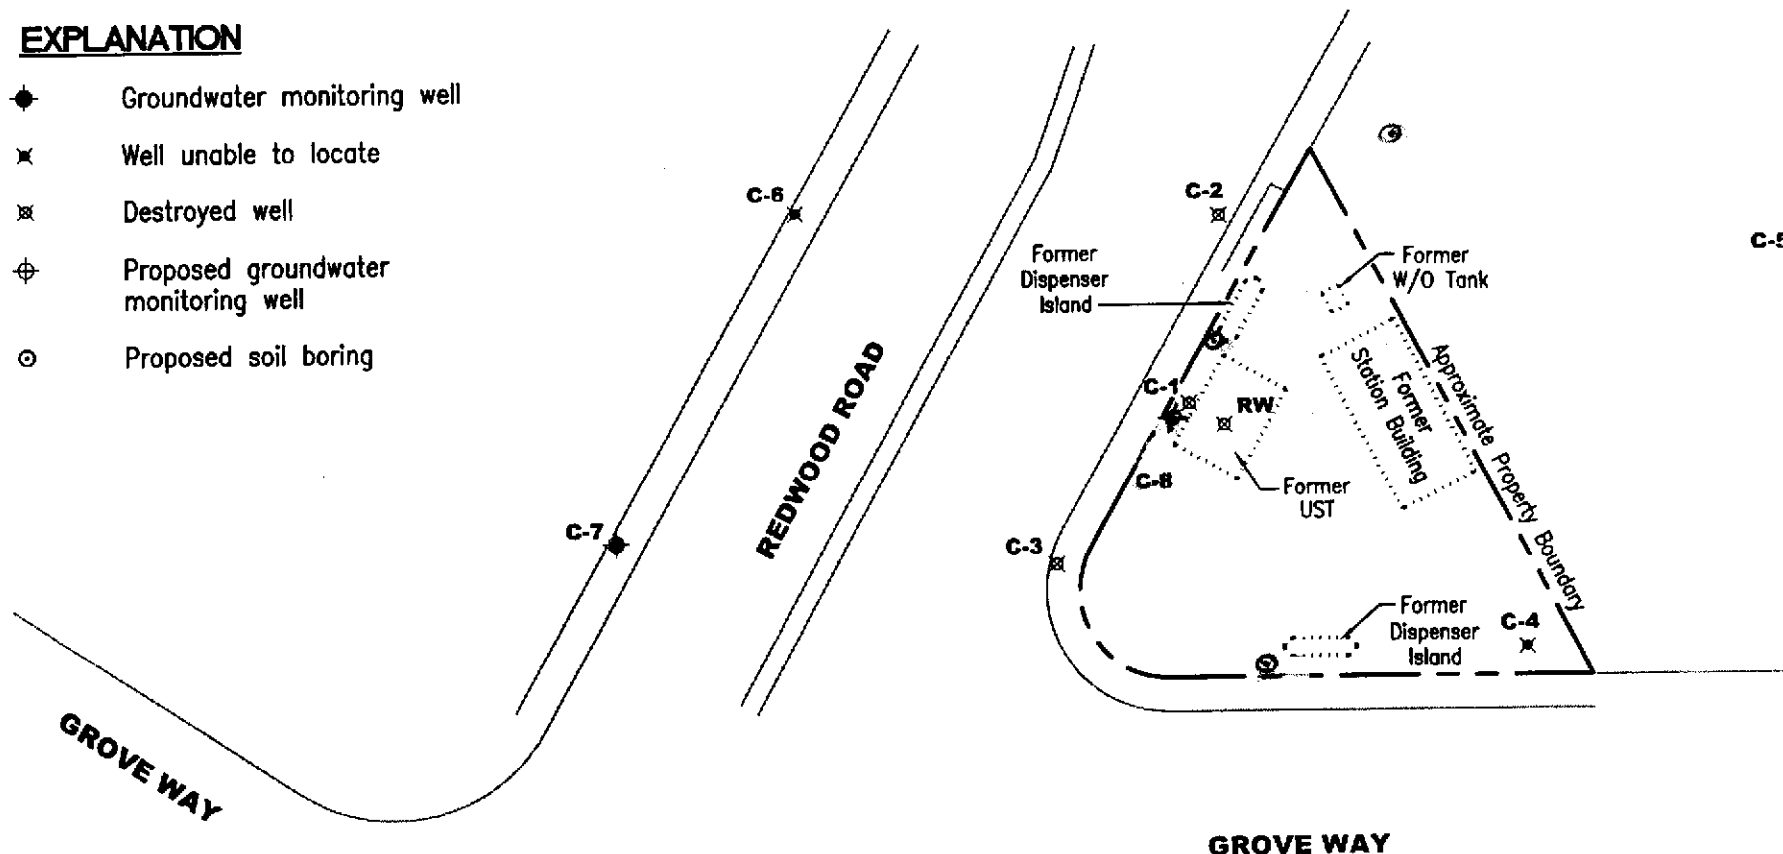 EXPLANATION
Groundwater monitoring well
Well unable to locate
Destroyed well
Proposed groundwater
monitoring well
Proposed soil boring
C-6
C-7
REDWOOD ROAD
GROVE WAY
C-2
Former
Dispenser
Island
Former
W/O Tank
C-5
C-1
RW
C-8
Former
UST
Former
Station Building
Approximate Property Boundary
C-3
Former
Dispenser
Island
C-4
GROVE WAY